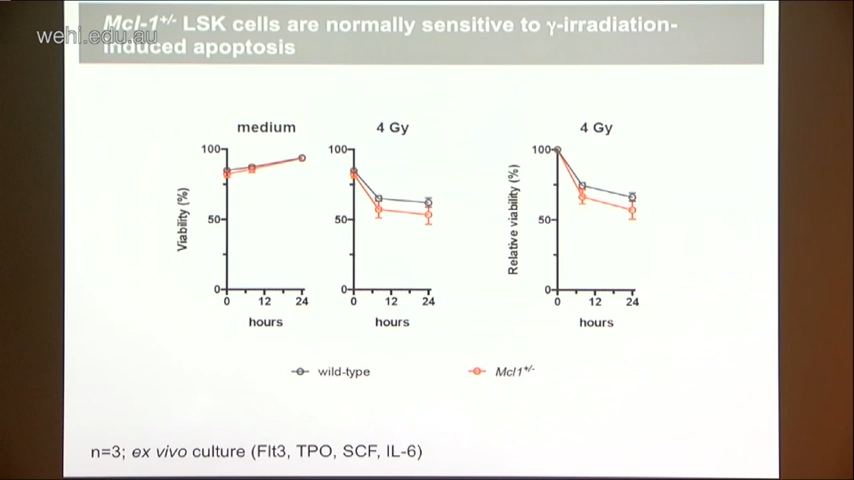 Mcl-1+/- LSK cells are normally sensitive to γ-irradiation-
induced apoptosis
wehi.edu.au
medium
4 Gy
4 Gy
Viability (%)
100
50
0
0 12 24
hours
100
50
0
0 12 24
hours
Relative viability (%)
100
50
0
0 12 24
hours
wild-type
Mcl1+/-
n=3; ex vivo culture (Flt3, TPO, SCF, IL-6)